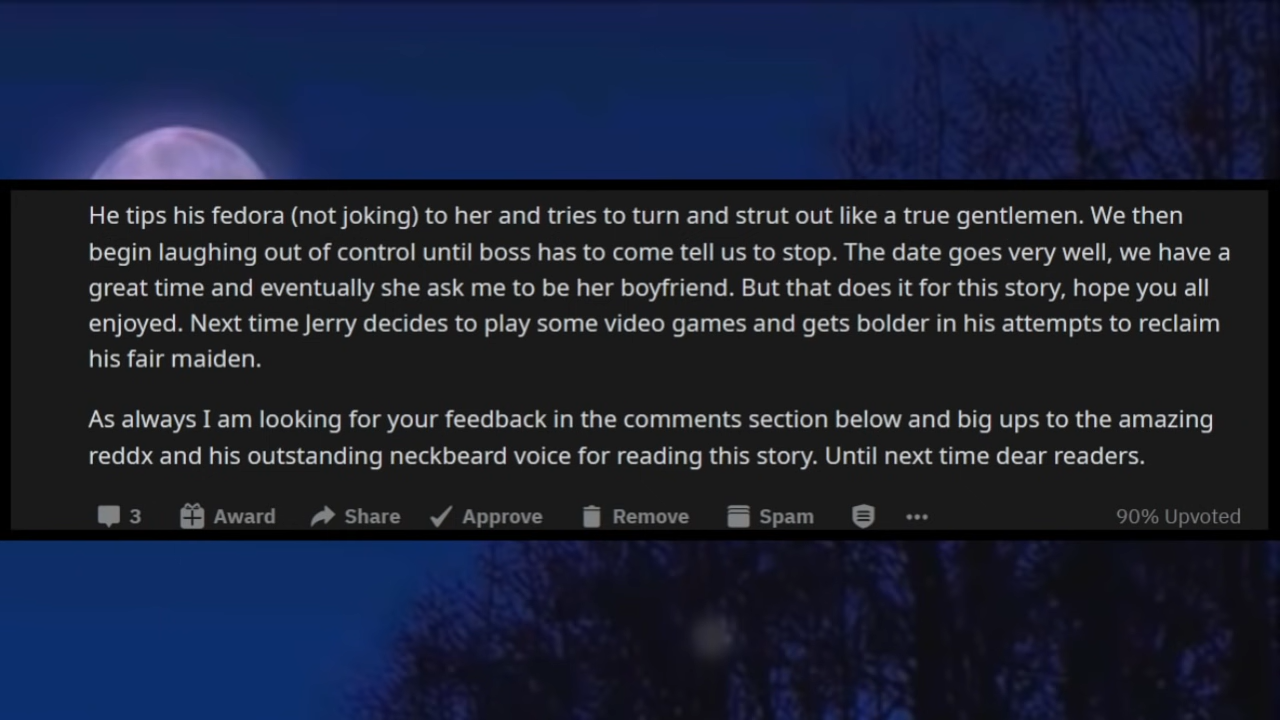 He tips his fedora (not joking) to her and tries to turn and strut out like a true gentlemen. We then
begin laughing out of control until boss has to come tell us to stop. The date goes very well, we have a
great time and eventually she ask me to be her boyfriend. But that does it for this story, hope you all
enjoyed. Next time Jerry decides to play some video games and gets bolder in his attempts to reclaim
his fair maiden.
As always I am looking for your feedback in the comments section below and big ups to the amazing
reddx and his outstanding neckbeard voice for reading this story. Until next time dear readers.
3 Award Share Approve Remove Spam 90% Upvoted